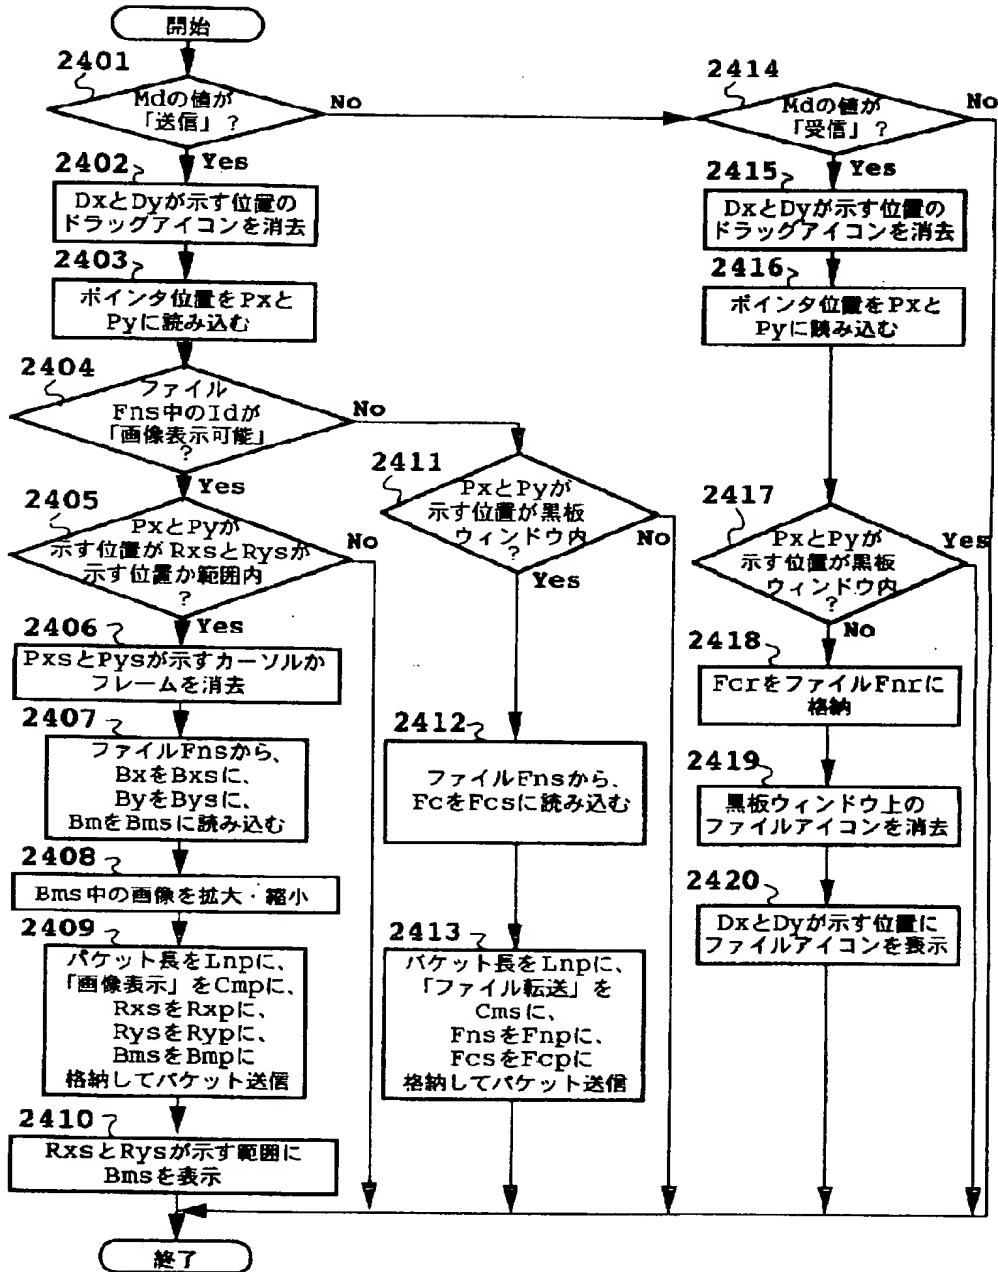 開始
2401
Mdの値が
「送信」?
No
Yes
2402
DxとDyが示す位置の
ドラッグアイコンを消去
2403
ポインタ位置をPxと
Pyに読み込む
2404
ファイル
Fns中のIdが
「画像表示可能」
?
No
Yes
2405
PxとPyが
示す位置がRxsとRysが
示す位置か範囲内
?
No
Yes
2406
PxsとPysが示すカーソルか
フレームを消去
2407
ファイルFnsから、
BxをBxsに、
ByをBysに、
BmをBmsに読み込む
2408
Bms中の画像を拡大・縮小
2409
パケット長をLnpに、
「画像表示」をCmpに、
RxsをRxpに、
RysをRypに、
BmsをBmpに
格納してパケット送信
2410
RxsとRysが示す範囲に
Bmsを表示
終了
2411
PxとPyが
示す位置が黒板
ウィンドウ内
?
No
Yes
2412
ファイルFnsから、
FcをFcsに読み込む
2413
パケット長をLnpに、
「ファイル転送」を
Cmsに、
FnsをFnpに、
FcsをFcpに
格納してパケット送信
2414
Mdの値が
「受信」?
No
Yes
2415
DxとDyが示す位置の
ドラッグアイコンを消去
2416
ポインタ位置をPxと
Pyに読み込む
2417
PxとPyが
示す位置が黒板
ウィンドウ内
?
Yes
No
2418
FcrをファイルFnrに
格納
2419
黒板ウィンドウ上の
ファイルアイコンを消去
2420
DxとDyが示す位置に
ファイルアイコンを表示